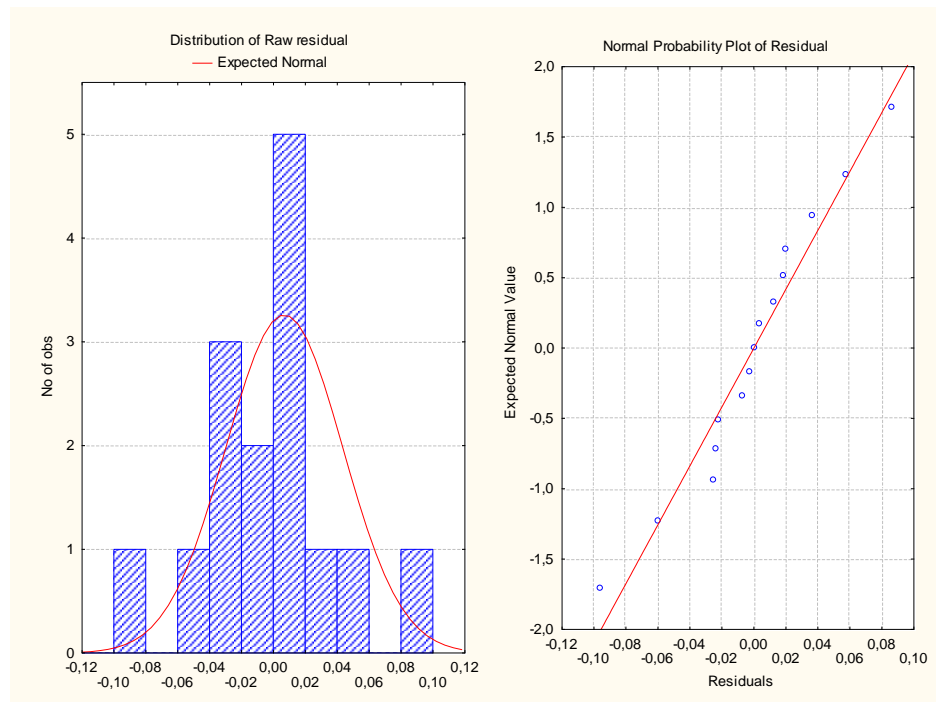 Distribution of Raw residual
Expected Normal
No of obs
5
4
3
2
1
0
-0,12 -0,08 -0,04 0,00 0,04 0,08 0,12
-0,10 -0,06 -0,02 0,02 0,06 0,10
Normal Probability Plot of Residual
Expected Normal Value
2,0
1,5
1,0
0,5
0,0
-0,5
-1,0
-1,5
-2,0
-0,12 -0,08 -0,04 0,00 0,04 0,08
-0,10 -0,06 -0,02 0,02 0,06 0,10
Residuals